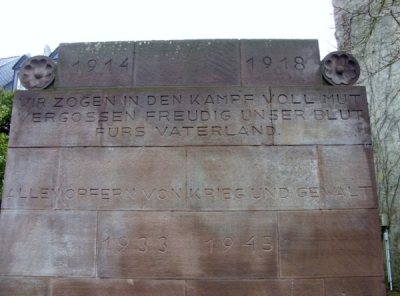 1914 1918
WIR ZOGEN IN DEN KAMPF VOLL MUT
VERGOSSEN FREUDIG UNSER BLUT
FÜRS VATERLAND.
ALLEN OPFERN VON KRIEG UND GEWALT
1933 1945